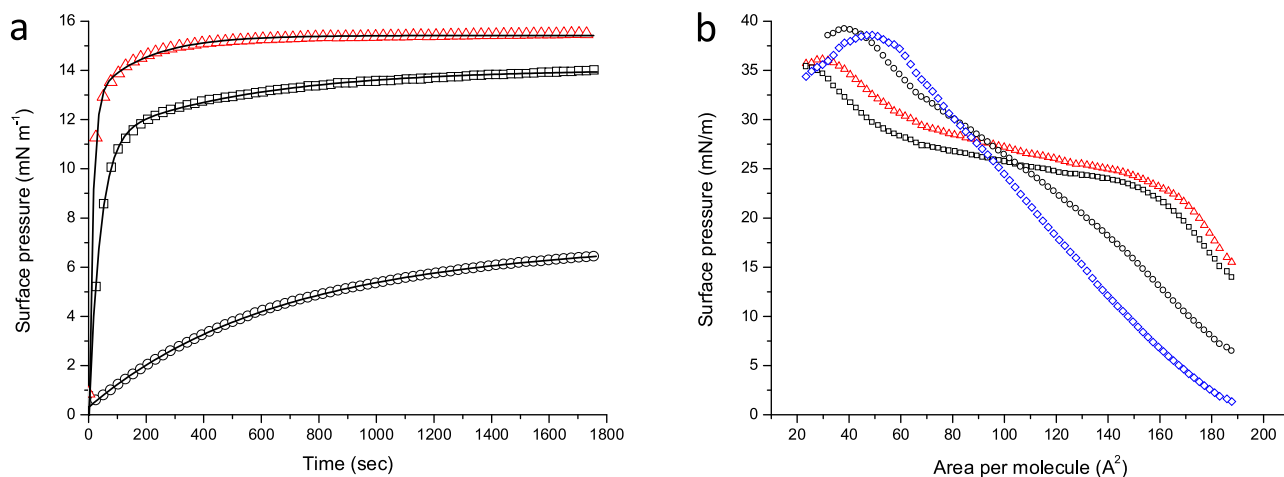 a
Surface pressure (mN m⁻¹)
16
14
12
10
8
6
4
2
0
0 200 400 600 800 1000 1200 1400 1600 1800
Time (sec)
b
Surface pressure (mN/m)
40
35
30
25
20
15
10
5
0
20 40 60 80 100 120 140 160 180 200
Area per molecule (A²)